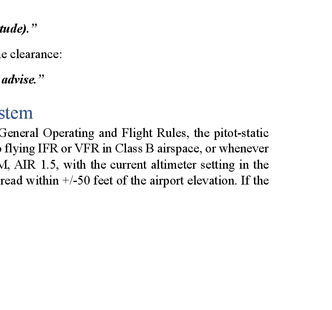 tude).”
e clearance:
advise.”
stem
General Operating and Flight Rules, the pitot-static
flying IFR or VFR in Class B airspace, or whenever
M, AIR 1.5, with the current altimeter setting in the
read within +/-50 feet of the airport elevation. If the